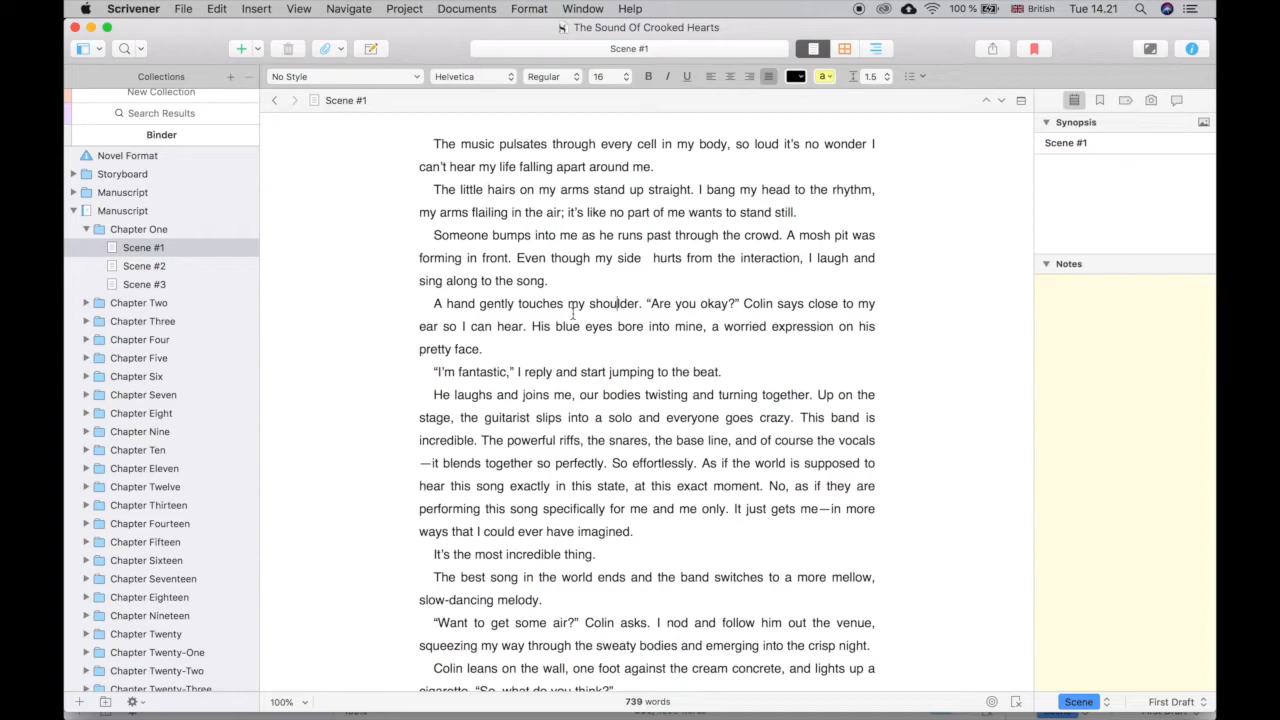 Scrivener File Edit Insert View Navigate Project Documents Format Window Help 100 % British Tue 14.21
The Sound Of Crooked Hearts
Scene #1
Collections No Style Helvetica Regular 16 B I U a 1.5
New Collection
Scene #1
Search Results
Binder
Novel Format
Storyboard
Manuscript
Manuscript
Chapter One
Scene #1
Scene #2
Scene #3
Chapter Two
Chapter Three
Chapter Four
Chapter Five
Chapter Six
Chapter Seven
Chapter Eight
Chapter Nine
Chapter Ten
Chapter Eleven
Chapter Twelve
Chapter Thirteen
Chapter Fourteen
Chapter Fifteen
Chapter Sixteen
Chapter Seventeen
Chapter Eighteen
Chapter Nineteen
Chapter Twenty
Chapter Twenty-One
Chapter Twenty-Two
Chapter Twenty-Three
The music pulsates through every cell in my body, so loud it’s no wonder I
can’t hear my life falling apart around me.
The little hairs on my arms stand up straight. I bang my head to the rhythm,
my arms flailing in the air; it’s like no part of me wants to stand still.
Someone bumps into me as he runs past through the crowd. A mosh pit was
forming in front. Even though my side hurts from the interaction, I laugh and
sing along to the song.
A hand gently touches my shoulder. “Are you okay?” Colin says close to my
ear so I can hear. His blue eyes bore into mine, a worried expression on his
pretty face.
“I’m fantastic,” I reply and start jumping to the beat.
He laughs and joins me, our bodies twisting and turning together. Up on the
stage, the guitarist slips into a solo and everyone goes crazy. This band is
incredible. The powerful riffs, the snares, the base line, and of course the vocals
—it blends together so perfectly. So effortlessly. As if the world is supposed to
hear this song exactly in this state, at this exact moment. No, as if they are
performing this song specifically for me and me only. It just gets me—in more
ways that I could ever have imagined.
It’s the most incredible thing.
The best song in the world ends and the band switches to a more mellow,
slow-dancing melody.
“Want to get some air?” Colin asks. I nod and follow him out the venue,
squeezing my way through the sweaty bodies and emerging into the crisp night.
Colin leans on the wall, one foot against the cream concrete, and lights up a
cigarette. “So, what do you think?”
Synopsis
Scene #1
Notes
100% 739 words Scene First Draft